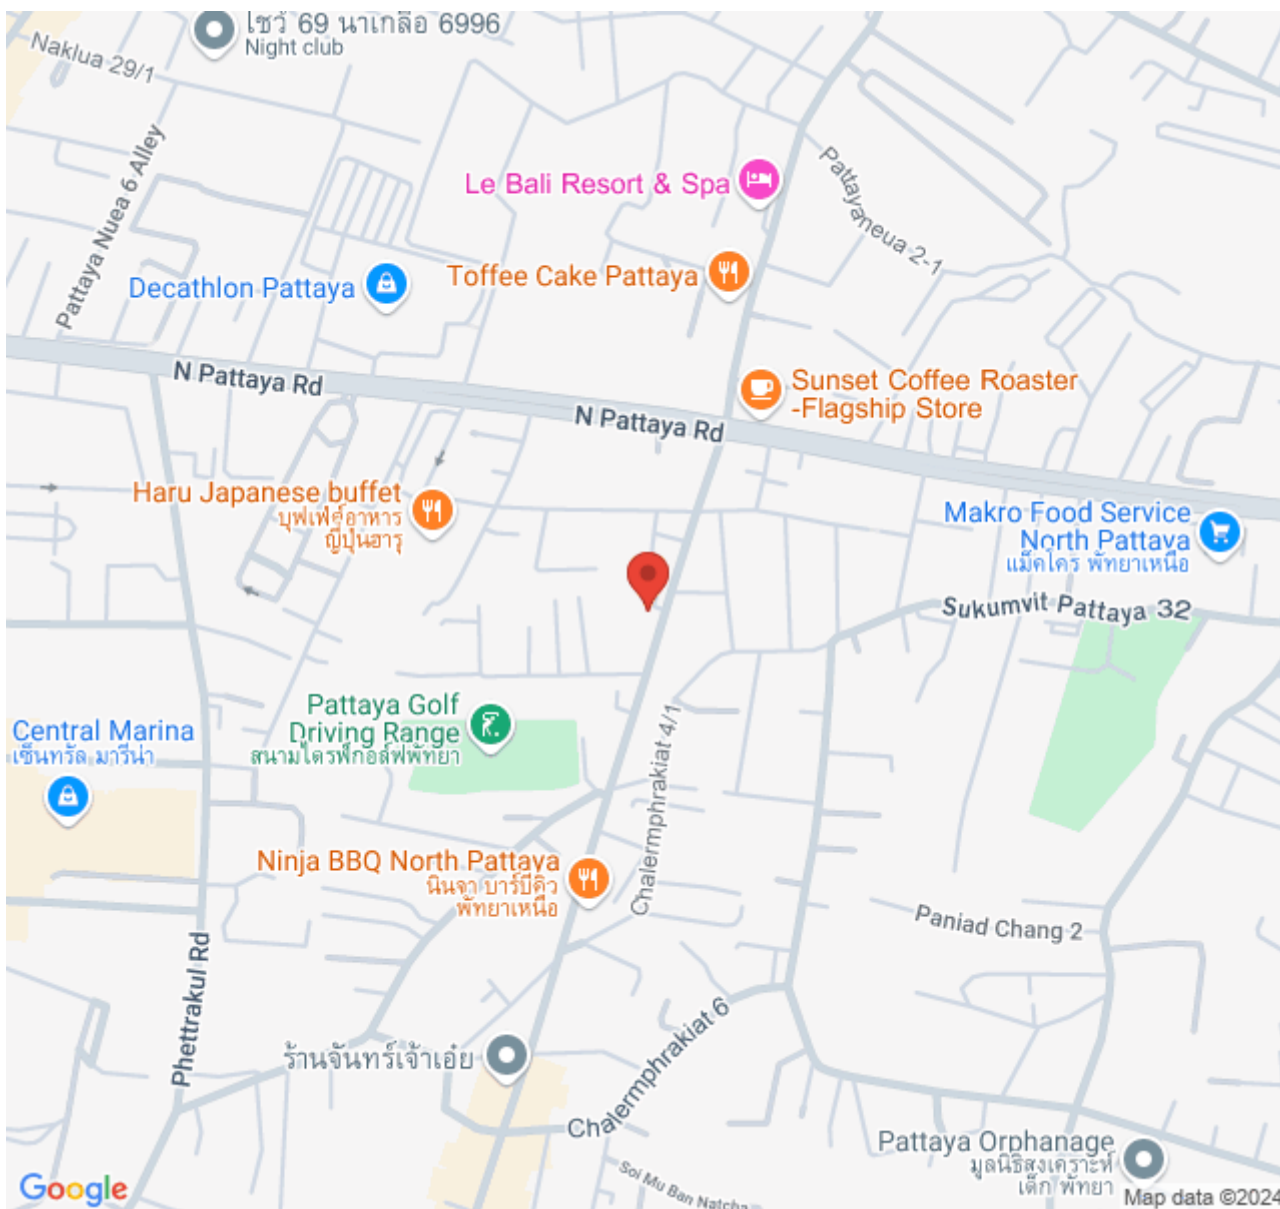 โชว์ 69 นาเกลือ 6996
Night club
Naklua 29/1
Pattaya Nuea 6 Alley
Le Bali Resort & Spa
Pattayaneua 2-1
Toffee Cake Pattaya
Decathlon Pattaya
N Pattaya Rd
Sunset Coffee Roaster
-Flagship Store
N Pattaya Rd
Haru Japanese buffet
บุฟเฟ่ต์อาหาร
ญี่ปุ่นฮารุ
Makro Food Service
North Pattaya
แม็คโคร พัทยาเหนือ
Sukumvit Pattaya 32
Pattaya Golf
Driving Range
สนามไดรฟ์กอล์ฟพัทยา
Central Marina
เซ็นทรัล มารีน่า
Chalermphrakiat 4/1
Ninja BBQ North Pattaya
นินจา บาร์บีคิว
พัทยาเหนือ
Paniad Chang 2
Phettrakul Rd
ร้านจันทร์เจ้าเอ๋ย
Chalermphrakiat 6
Pattaya Orphanage
มูลนิธิสงเคราะห์
เด็ก พัทยา
Soi Mu Ban Natcha
Google
Map data ©2024